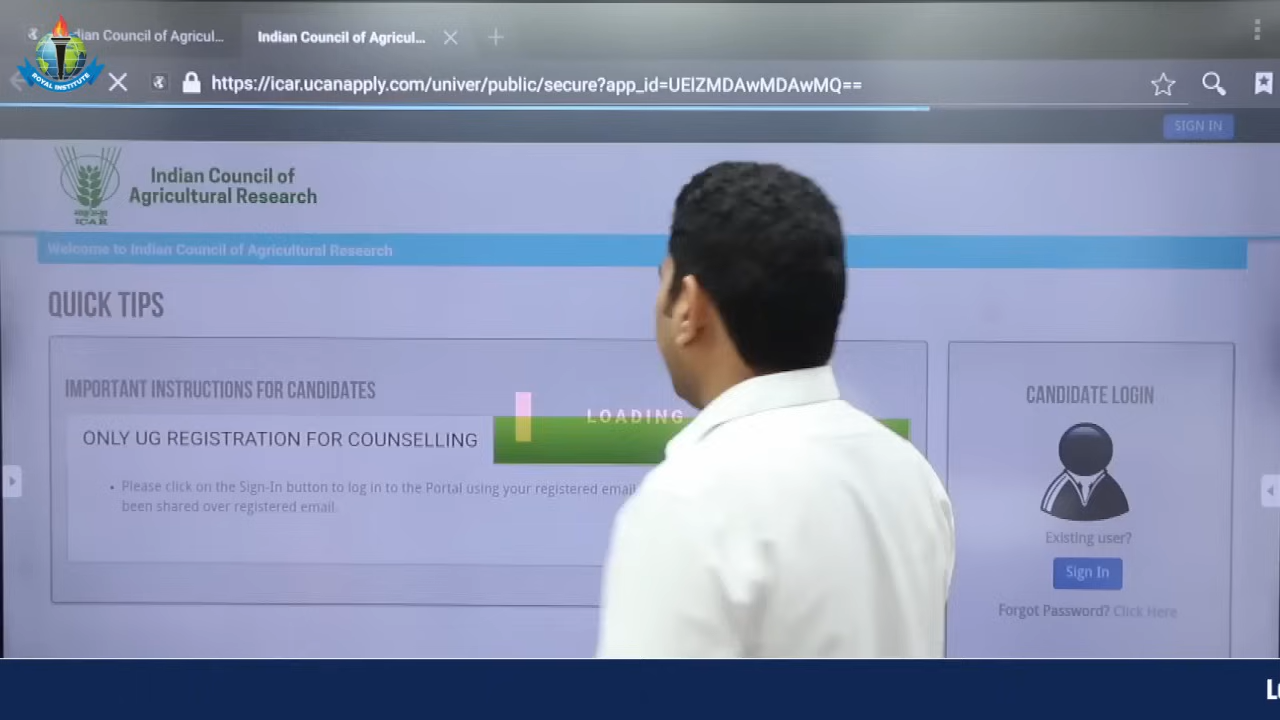 dian Council of Agricul...
Indian Council of Agricul...
ROYAL INSTITUTE
https://icar.ucanapply.com/univer/public/secure?app_id=UElZMDAwMDAwMQ==
SIGN IN
Indian Council of
Agricultural Research
ICAR
Welcome to Indian Council of Agricultural Research
QUICK TIPS
IMPORTANT INSTRUCTIONS FOR CANDIDATES
LOADING
ONLY UG REGISTRATION FOR COUNSELLING
Please click on the Sign-In button to log in to the Portal using your registered email
been shared over registered email.
CANDIDATE LOGIN
Existing user?
Sign In
Forgot Password? Click Here